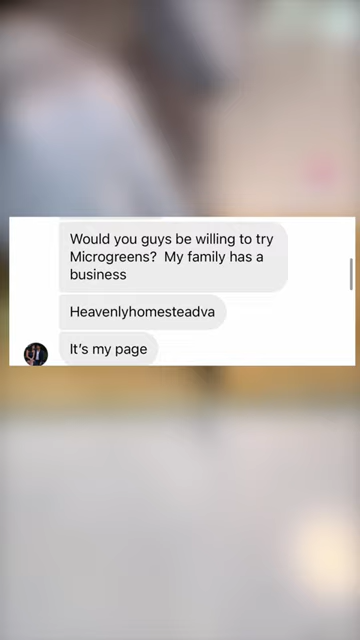 Would you guys be willing to try
Microgreens?  My family has a
business
Heavenlyhomesteadva
It's my page